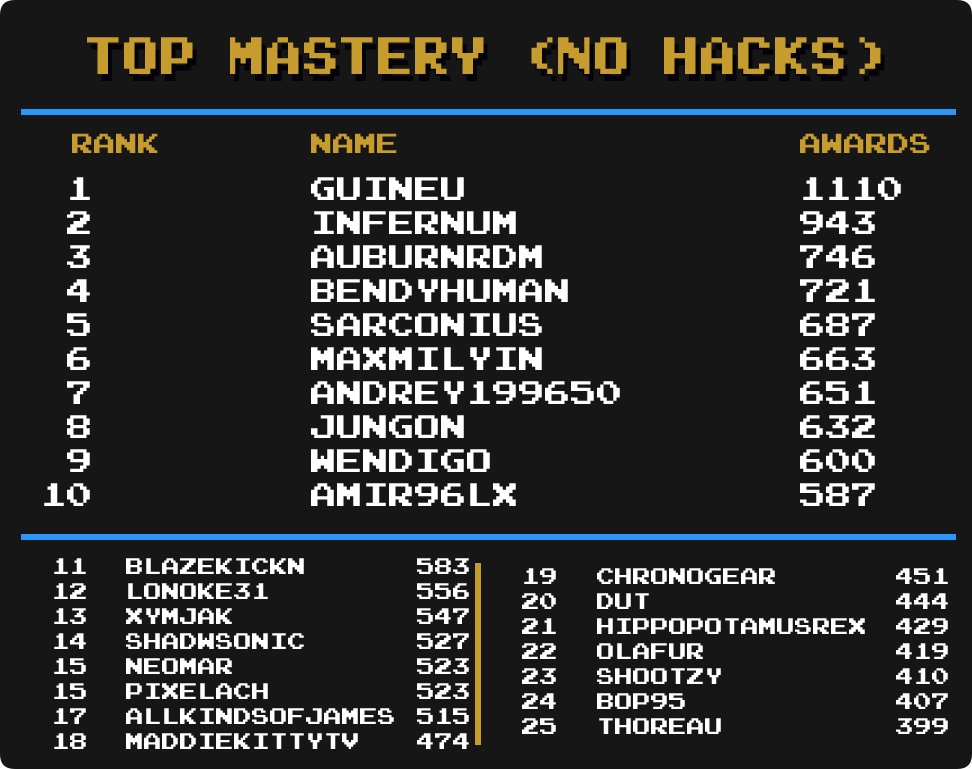 TOP MASTERY (NO HACKS)
RANK NAME AWARDS
1 GUINEU 1110
2 INFERNUM 943
3 AUBURNRDM 746
4 BENDYHUMAN 721
5 SARCONIUS 687
6 MAXMILYIN 663
7 ANDREY199650 651
8 JUNGON 632
9 WENDIGO 600
10 AMIR96LX 587
11 BLAZEKICKN 583
12 LONOKE31 556
13 XYMJAK 547
14 SHADWSONIC 527
15 NEOMAR 523
15 PIXELACH 523
17 ALLKINDSOFJAMES 515
18 MADDIEKITTYTV 474
19 CHRONOGEAR 451
20 DUT 444
21 HIPPOPOTAMUSREX 429
22 OLAFUR 419
23 SHOOTZY 410
24 BOP95 407
25 THOREAU 399